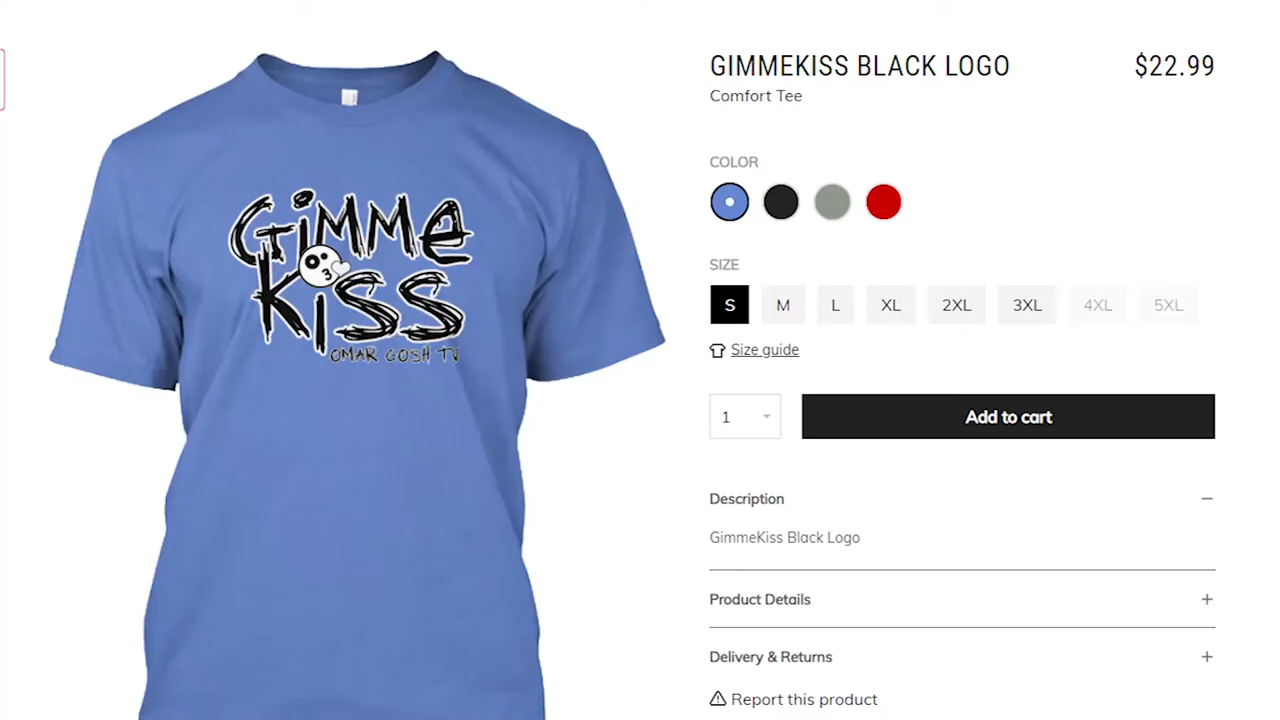 GiMMe
KiSS
OMAR GOSH TV
GIMMEKISS BLACK LOGO
$22.99
Comfort Tee
COLOR
SIZE
S M L XL 2XL 3XL 4XL 5XL
Size guide
1
Add to cart
Description
GimmeKiss Black Logo
Product Details
Delivery & Returns
Report this product